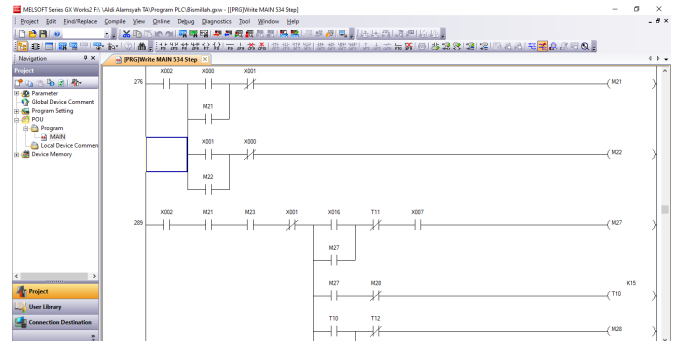 MELSOFT Series GX Works2 F:\ \Aldi Alamsyah TA\Program PLC\Bismillah.gxw - [[PRG]Write MAIN 534 Step]
Project Edit Find/Replace Compile View Online Debug Diagnostics Tool Window Help
Navigation
[PRG]Write MAIN 534 Step
Project
Parameter
Global Device Comment
Program Setting
POU
Program
MAIN
Local Device Commen
Device Memory
Project
User Library
Connection Destination
X002 X000 X001
276 M21
M21
X001 X000
M22
M22
X002 M21 M23 X001 X016 T11 X007
289 M27
M27
M27 M28 K15
T10
T10 T12
M28